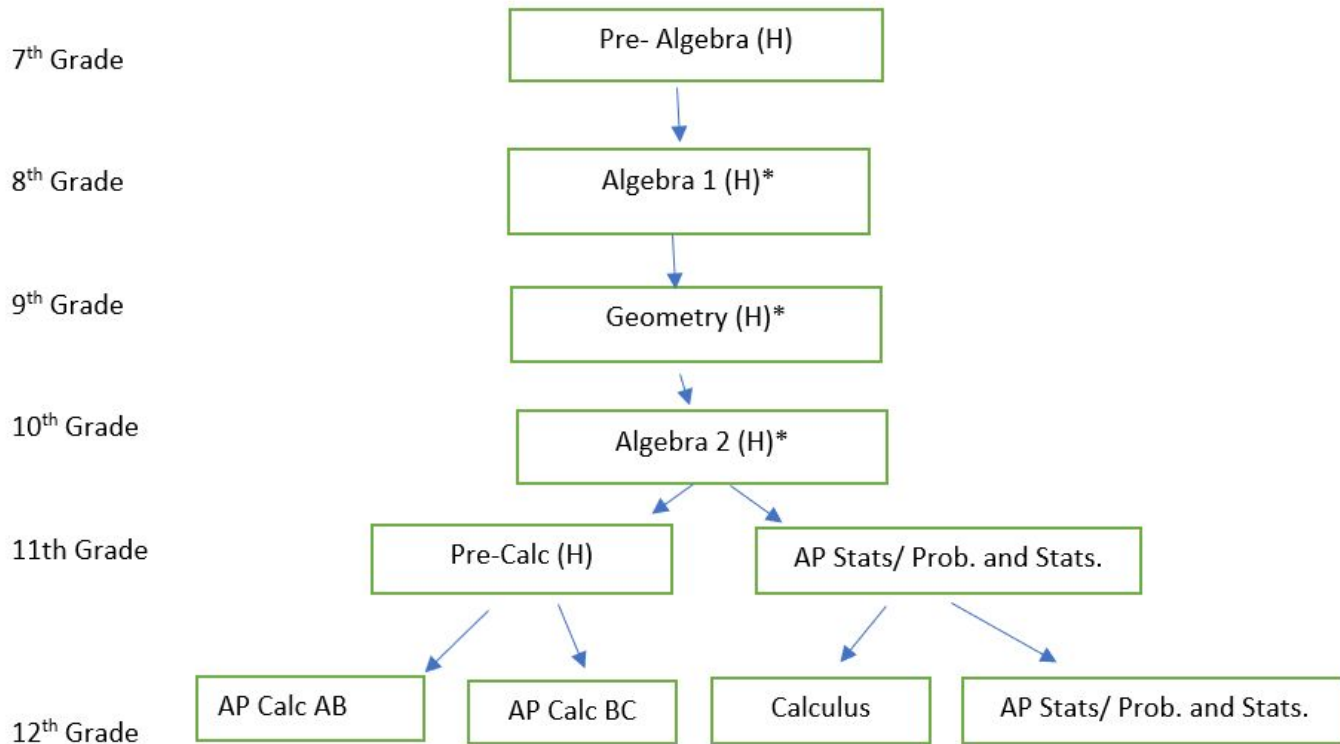 7th Grade
Pre- Algebra (H)
8th Grade
Algebra 1 (H)*
9th Grade
Geometry (H)*
10th Grade
Algebra 2 (H)*
11th Grade
Pre-Calc (H)
AP Stats/ Prob. and Stats.
12th Grade
AP Calc AB
AP Calc BC
Calculus
AP Stats/ Prob. and Stats.